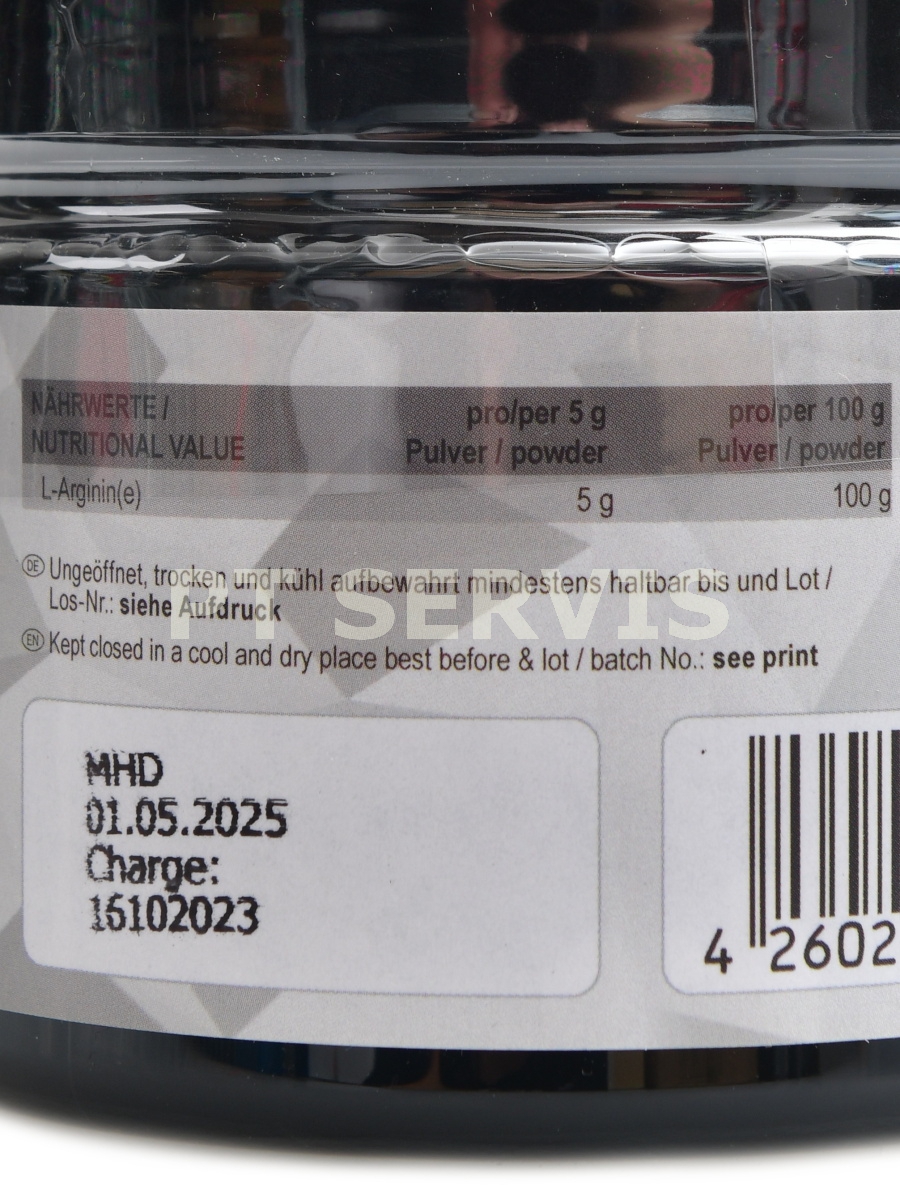 NÄHRWERTE /
NUTRITIONAL VALUE
pro/per 5 g
Pulver / powder
pro/per 100 g
Pulver / powder
L-Arginin(e) 5 g 100 g
DE Ungeöffnet, trocken und kühl aufbewahrt mindestens haltbar bis und Lot /
Los-Nr.: siehe Aufdruck
PT SERVIS
EN Kept closed in a cool and dry place best before & lot / batch No.: see print
MHD
01.05.2025
Charge:
16102023
4 2602